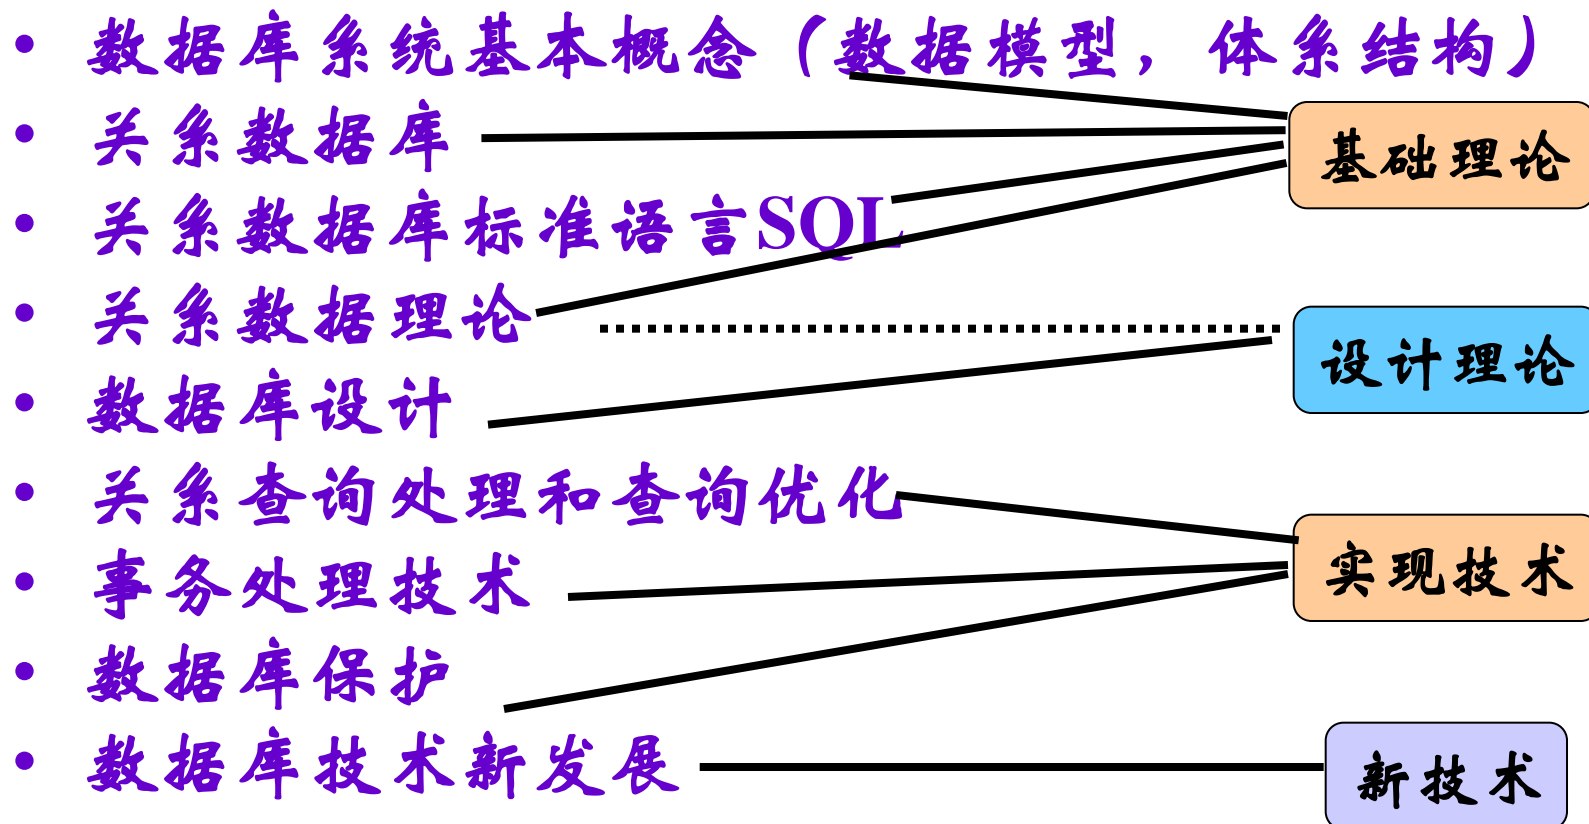 • 数据库系统基本概念（数据模型，体系结构）
• 关系数据库
基础理论
• 关系数据库标准语言SQL
• 关系数据理论
设计理论
• 数据库设计
• 关系查询处理和查询优化
• 事务处理技术
实现技术
• 数据库保护
• 数据库技术新发展
新技术